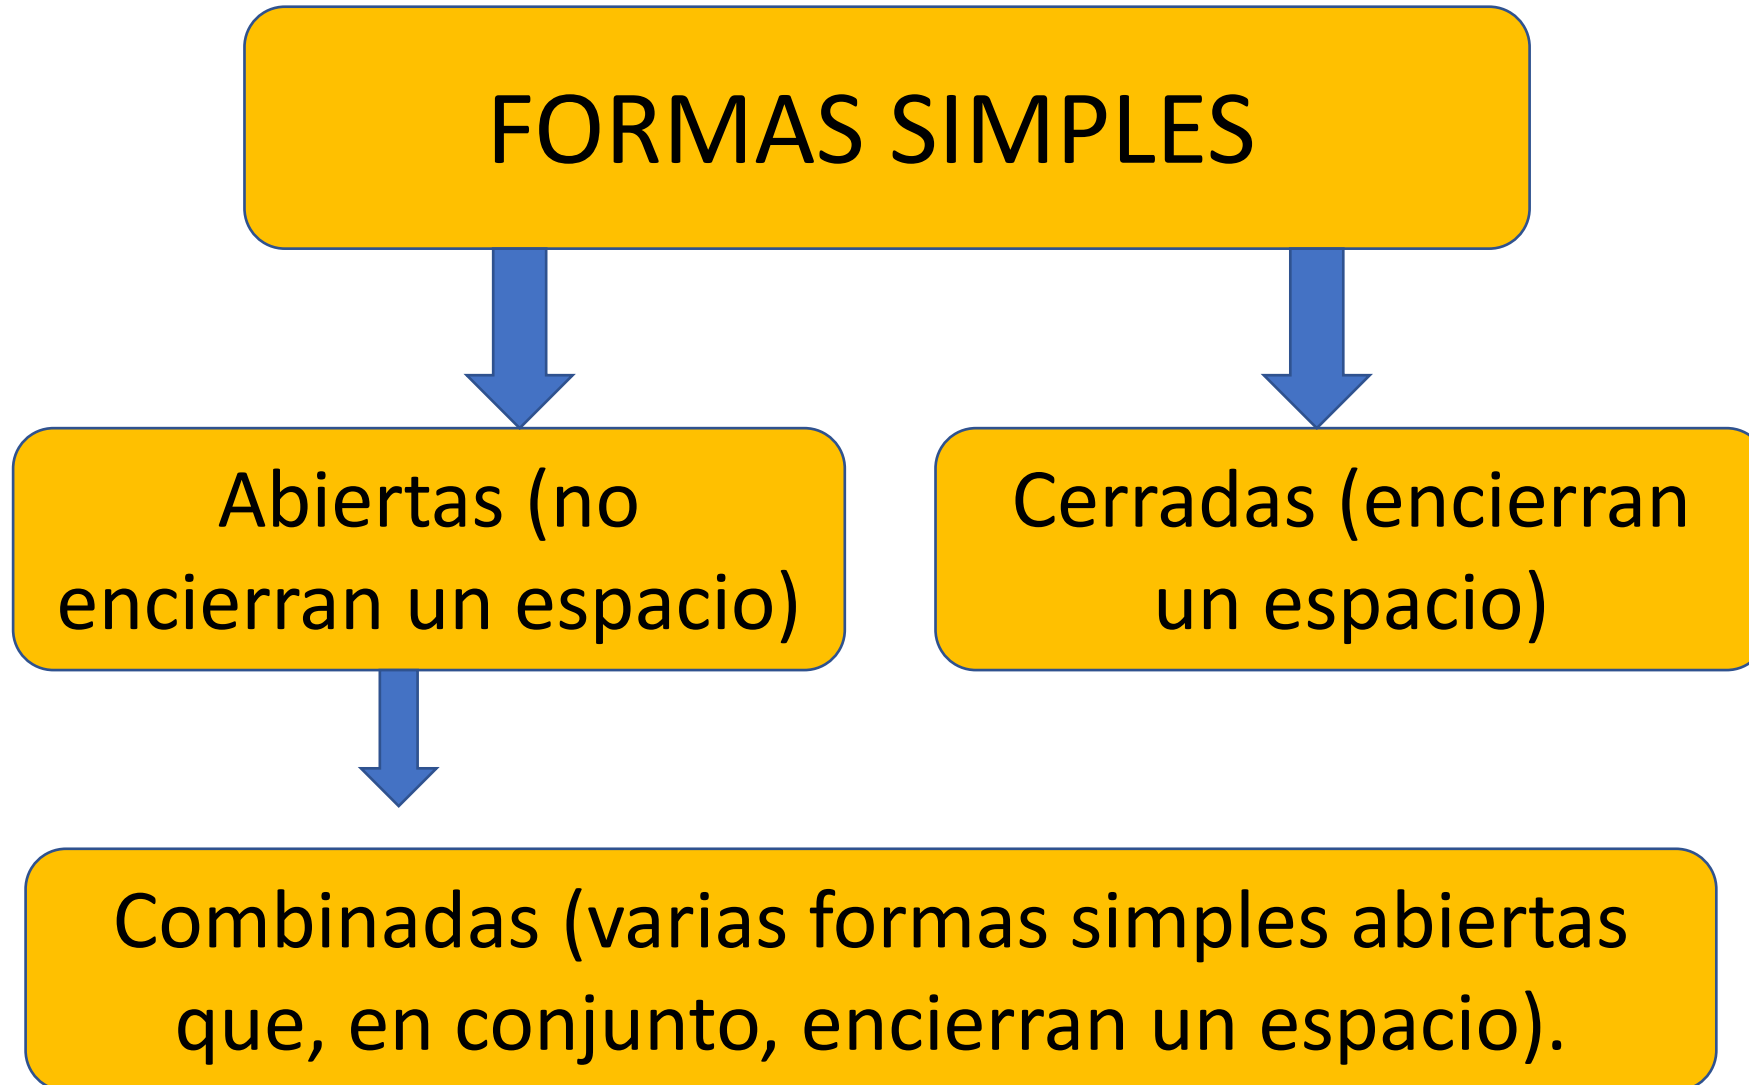 FORMAS SIMPLES
Abiertas (no
encierran un espacio)
Cerradas (encierran
un espacio)
Combinadas (varias formas simples abiertas
que, en conjunto, encierran un espacio).